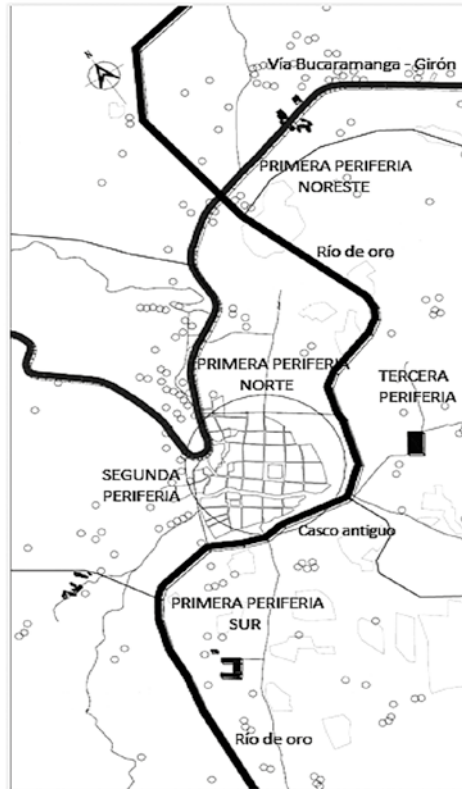 N
Vía Bucaramanga - Girón
PRIMERA PERIFERIA
NORESTE
Río de oro
PRIMERA PERIFERIA
NORTE
TERCERA
PERIFERIA
SEGUNDA
PERIFERIA
Casco antiguo
PRIMERA PERIFERIA
SUR
Río de oro